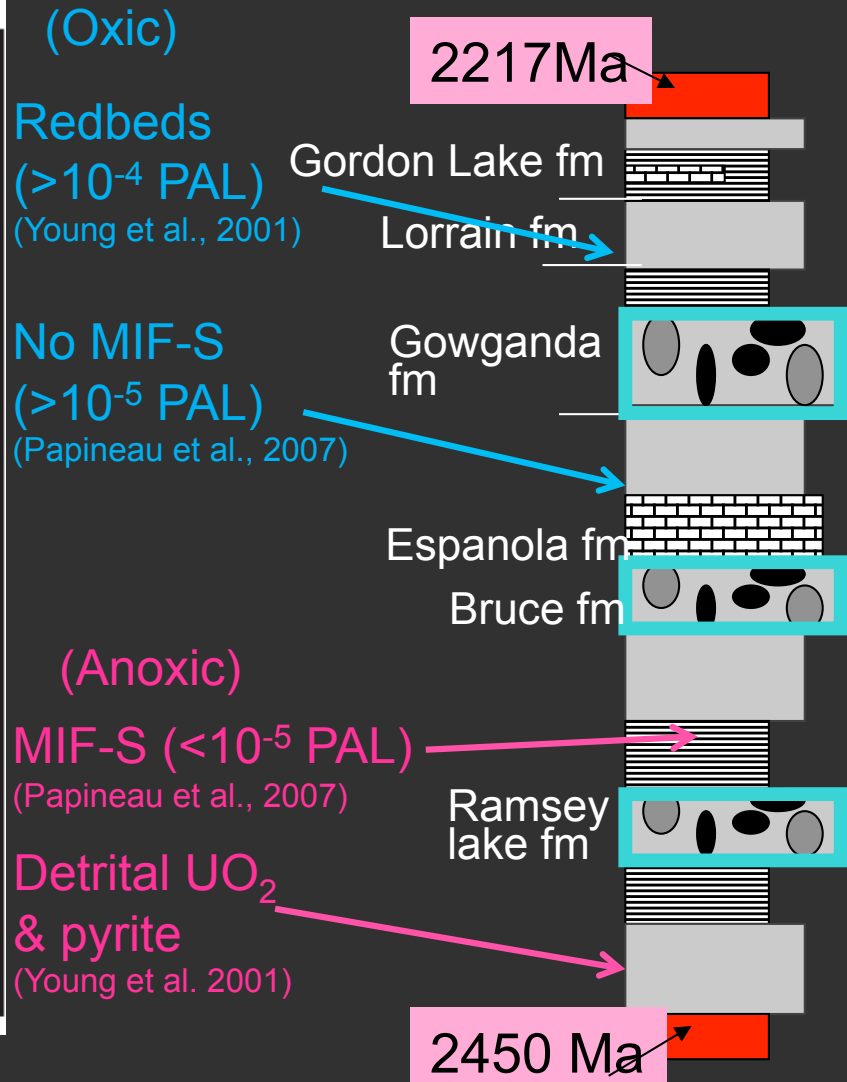 (Oxic)
2217Ma
Redbeds
(>10⁻⁴ PAL)
(Young et al., 2001)
Gordon Lake fm
Lorrain fm
No MIF-S
(>10⁻⁵ PAL)
(Papineau et al., 2007)
Gowganda
fm
Espanola fm
Bruce fm
(Anoxic)
MIF-S (<10⁻⁵ PAL)
(Papineau et al., 2007)
Ramsey
lake fm
Detrital UO₂
& pyrite
(Young et al. 2001)
2450 Ma